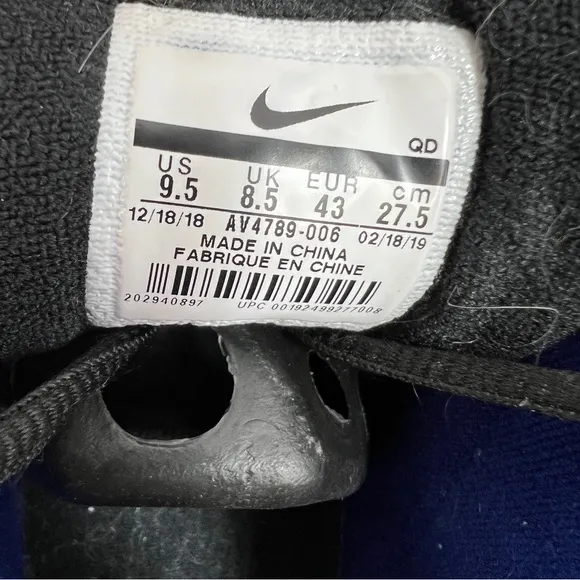 QD
US UK EUR cm
9.5 8.5 43 27.5
12/18/18 AV4789-006 02/18/19
MADE IN CHINA
FABRIQUE EN CHINE
202940897 UPC 00192499277008